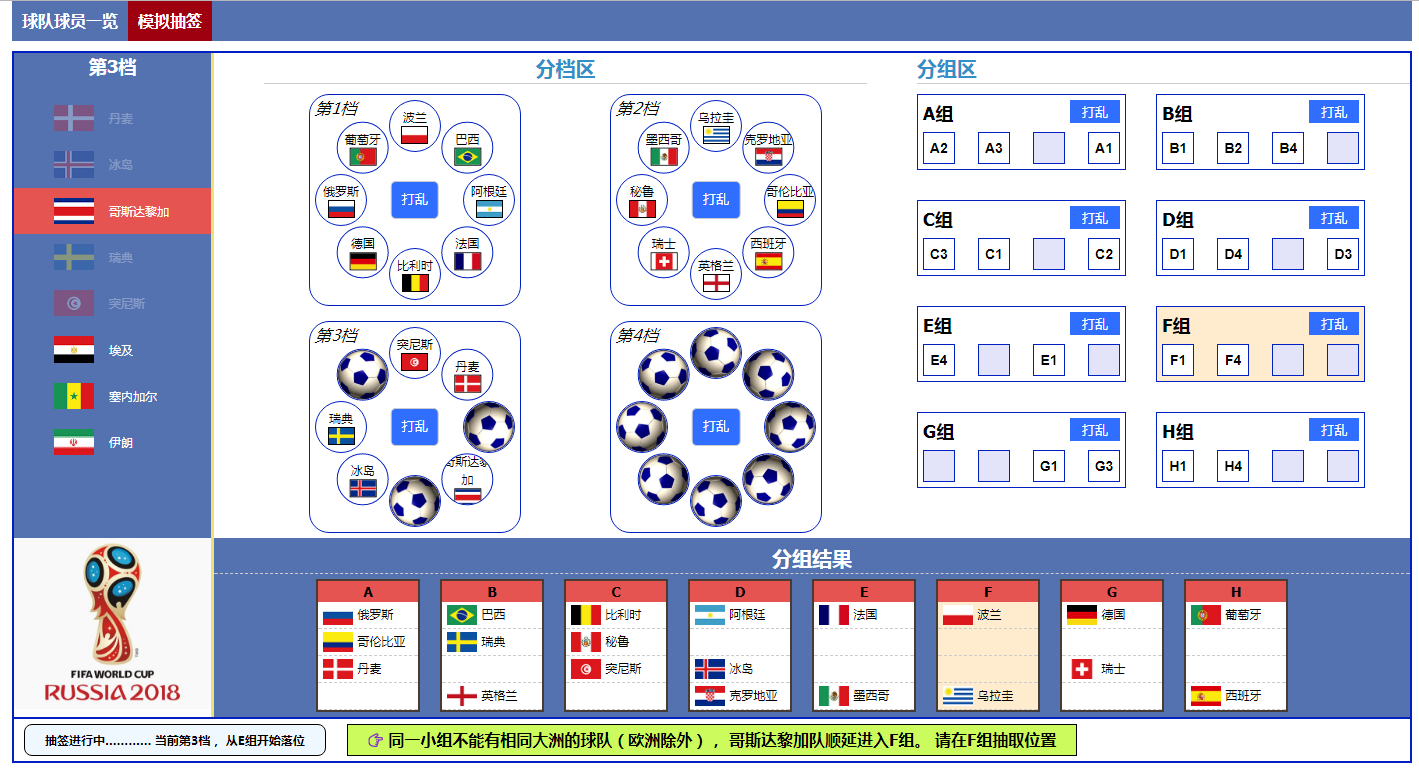 球队球员一览 模拟抽签
第3档
丹麦
冰岛
哥斯达黎加
瑞典
突尼斯
埃及
塞内加尔
伊朗
分档区
第1档
波兰
葡萄牙 巴西
俄罗斯 打乱 阿根廷
德国 法国
比利时
第2档
乌拉圭
墨西哥 克罗地亚
秘鲁 打乱 哥伦比亚
瑞士 西班牙
英格兰
第3档
突尼斯
丹麦
瑞典 打乱
冰岛 哥斯达黎
加
第4档
打乱
分组区
A组 打乱
A2 A3 A1
B组 打乱
B1 B2 B4
C组 打乱
C3 C1 C2
D组 打乱
D1 D4 D3
E组 打乱
E4 E1
F组 打乱
F1 F4
G组 打乱
G1 G3
H组 打乱
H1 H4
FIFA WORLD CUP
RUSSIA 2018
分组结果
A B C D E F G H
俄罗斯 巴西 比利时 阿根廷 法国 波兰 德国 葡萄牙
哥伦比亚 瑞典 秘鲁
丹麦 突尼斯 冰岛 瑞士
英格兰 克罗地亚 墨西哥 乌拉圭 西班牙
抽签进行中............ 当前第3档 ，从E组开始落位
同一小组不能有相同大洲的球队（欧洲除外），哥斯达黎加队顺延进入F组。 请在F组抽取位置